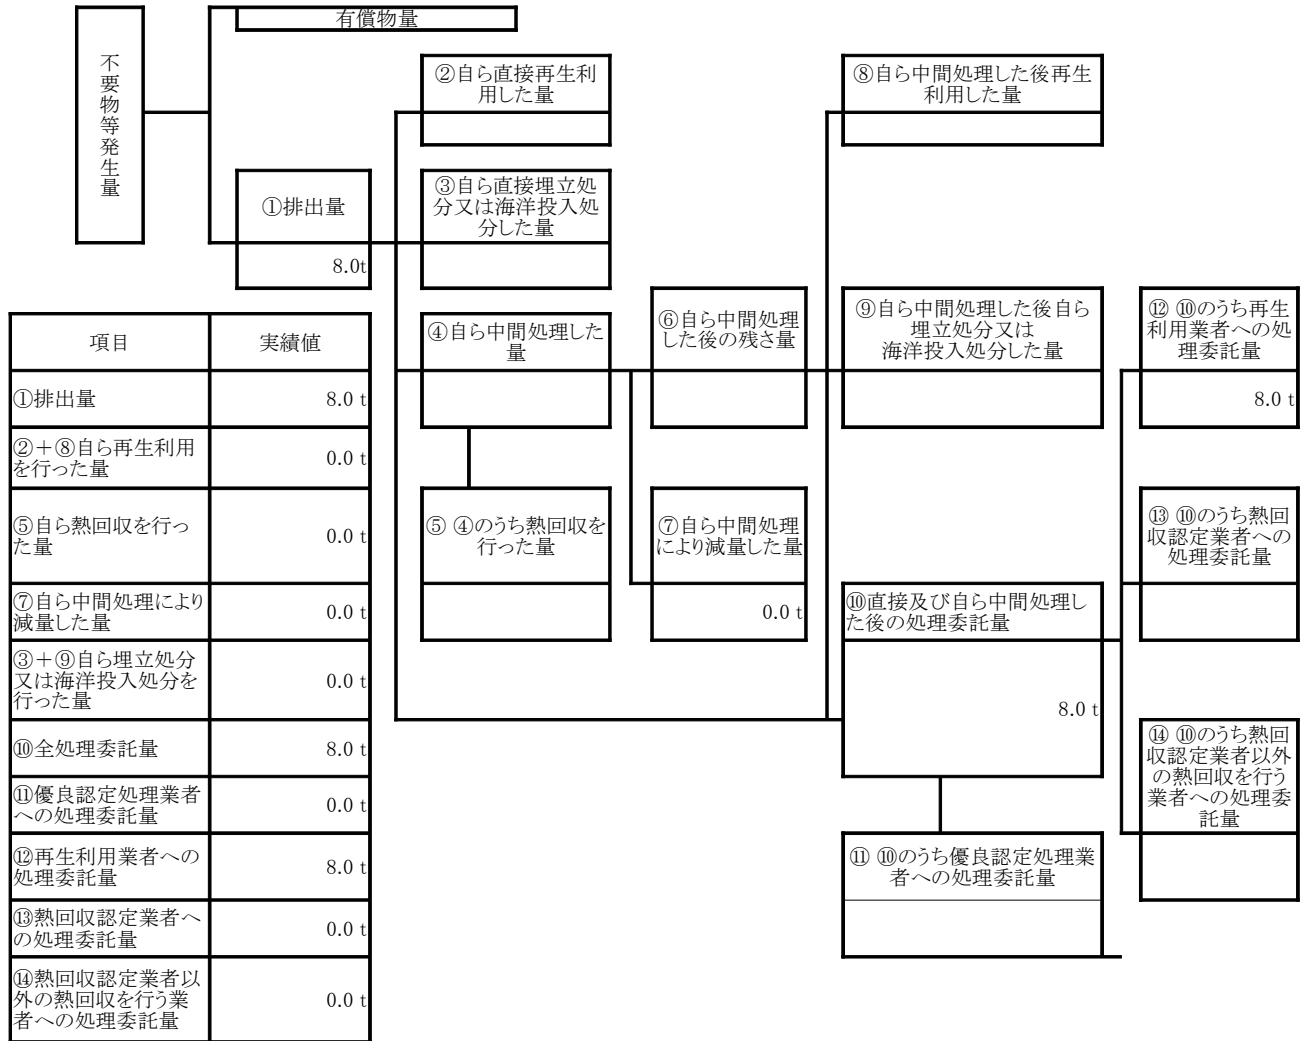 有償物量
不要物等発生量
②自ら直接再生利
用した量
⑧自ら中間処理した後再生
利用した量
①排出量
8.0t
③自ら直接埋立処
分又は海洋投入処
分した量
④自ら中間処理した
量
⑥自ら中間処理
した後の残さ量
⑨自ら中間処理した後自ら
埋立処分又は
海洋投入処分した量
⑫ ⑩のうち再生
利用業者への処
理委託量
8.0 t
⑤ ④のうち熱回収を
行った量
⑦自ら中間処理
により減量した量
0.0 t
⑬ ⑩のうち熱回
収認定業者への
処理委託量
⑩直接及び自ら中間処理し
た後の処理委託量
8.0 t
⑭ ⑩のうち熱回
収認定業者以外
の熱回収を行う
業者への処理委
託量
⑪ ⑩のうち優良認定処理業
者への処理委託量
項目 実績値
①排出量 8.0 t
②＋⑧自ら再生利用
を行った量 0.0 t
⑤自ら熱回収を行っ
た量 0.0 t
⑦自ら中間処理により
減量した量 0.0 t
③＋⑨自ら埋立処分
又は海洋投入処分を
行った量 0.0 t
⑩全処理委託量 8.0 t
⑪優良認定処理業者
への処理委託量 0.0 t
⑫再生利用業者への
処理委託量 8.0 t
⑬熱回収認定業者へ
の処理委託量 0.0 t
⑭熱回収認定業者以
外の熱回収を行う業
者への処理委託量 0.0 t